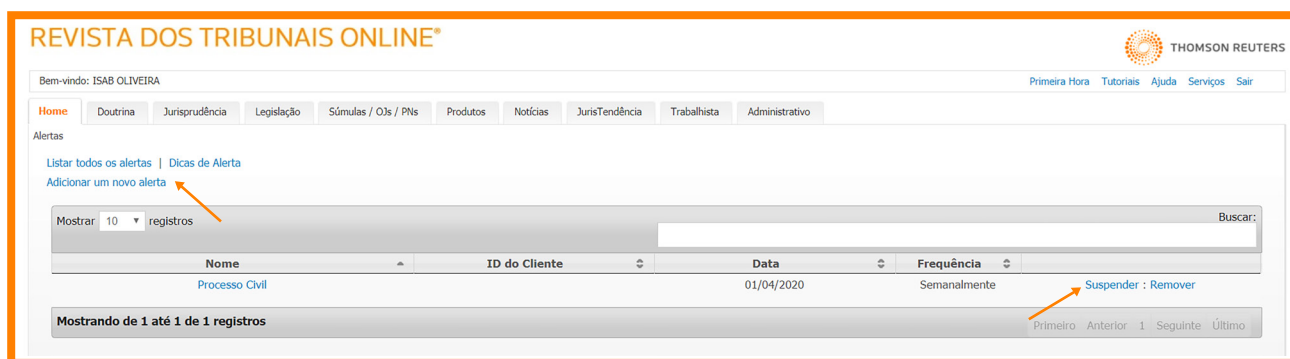 REVISTA DOS TRIBUNAIS ONLINE®
THOMSON REUTERS
Bem-vindo: ISAB OLIVEIRA
Primeira Hora Tutoriais Ajuda Serviços Sair
Home Doutrina Jurisprudência Legislação Súmulas / OJs / PNs Produtos Notícias JurisTendência Trabalhista Administrativo
Alertas
Listar todos os alertas | Dicas de Alerta
Adicionar um novo alerta
Mostrar 10 registros
Buscar:
Nome ID do Cliente Data Frequência
Processo Civil 01/04/2020 Semanalmente Suspender : Remover
Mostrando de 1 até 1 de 1 registros
Primeiro Anterior 1 Seguinte Último